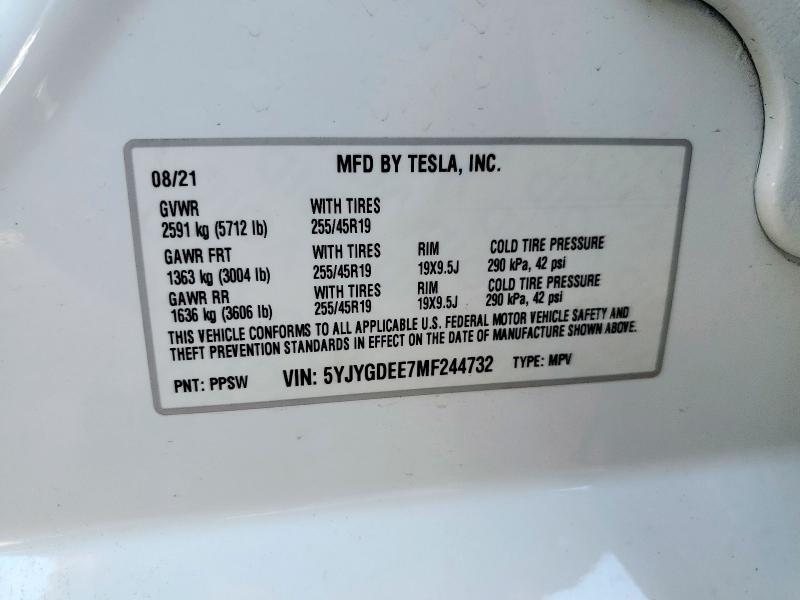 MFD BY TESLA, INC.
08/21
GVWR WITH TIRES
2591 kg (5712 lb) 255/45R19
GAWR FRT WITH TIRES RIM COLD TIRE PRESSURE
1363 kg (3004 lb) 255/45R19 19X9.5J 290 kPa, 42 psi
GAWR RR WITH TIRES RIM COLD TIRE PRESSURE
1636 kg (3606 lb) 255/45R19 19X9.5J 290 kPa, 42 psi
THIS VEHICLE CONFORMS TO ALL APPLICABLE U.S. FEDERAL MOTOR VEHICLE SAFETY AND
THEFT PREVENTION STANDARDS IN EFFECT ON THE DATE OF MANUFACTURE SHOWN ABOVE.
PNT: PPSW VIN: 5YJYGDEE7MF244732 TYPE: MPV